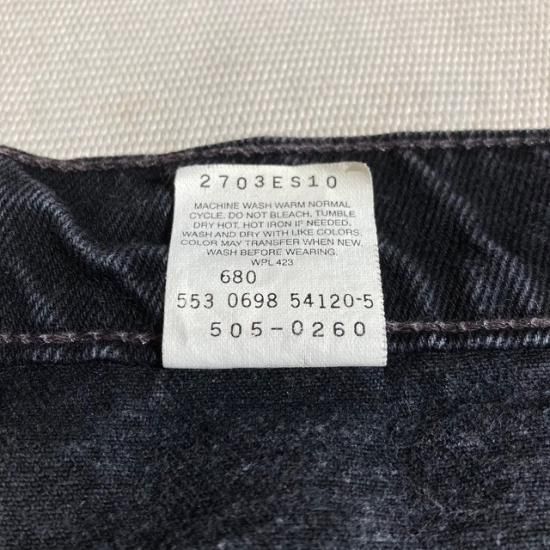 2703ES10
MACHINE WASH WARM NORMAL
CYCLE. DO NOT BLEACH. TUMBLE
DRY HOT. HOT IRON IF NEEDED.
WASH AND DRY WITH LIKE COLORS.
COLOR MAY TRANSFER WHEN NEW.
WASH BEFORE WEARING.
WPL 423
680
553 0698 54120-5
505-0260